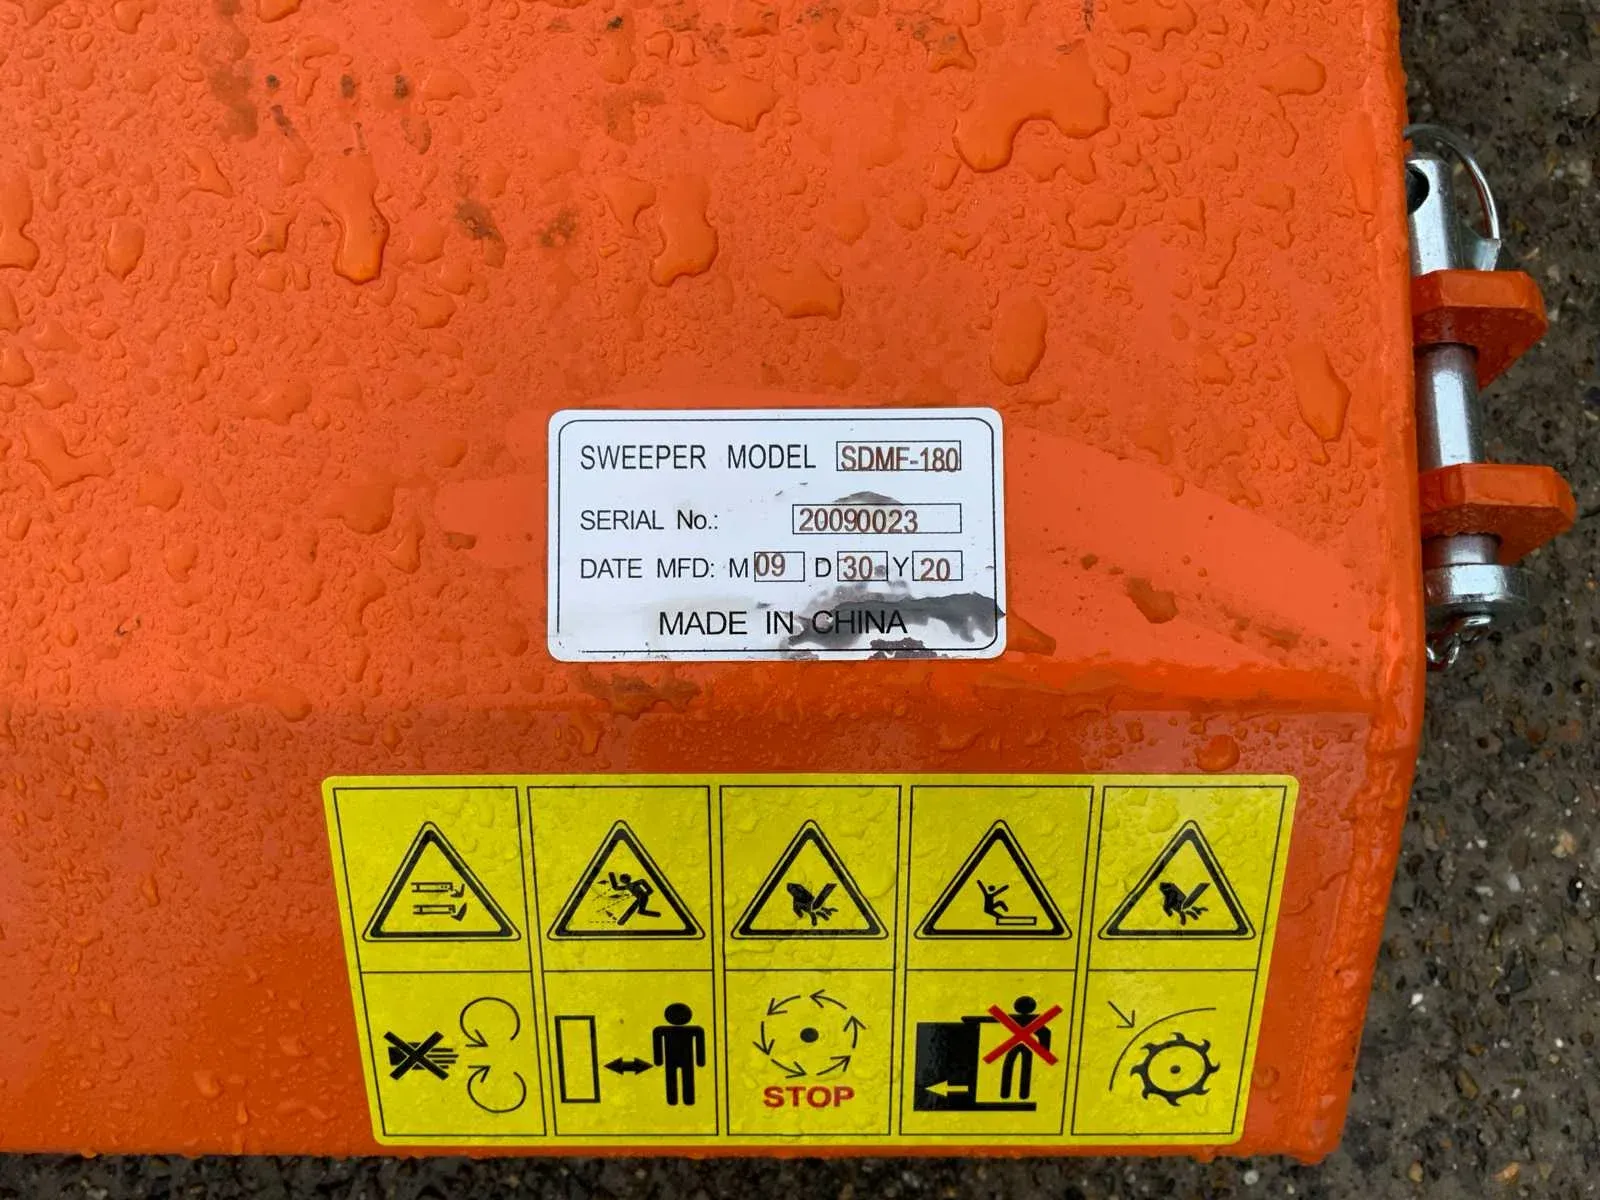 SWEEPER MODEL SDMF-180
SERIAL No.: 20090023
DATE MFD: M 09 D 30 Y 20
MADE IN CHINA
STOP